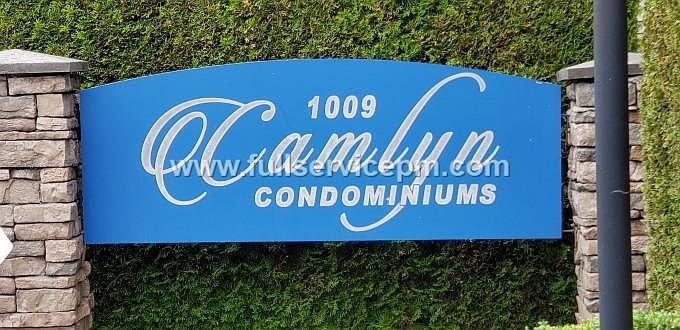 1009
Camlyn
www.fullservicepm.com
CONDOMINIUMS